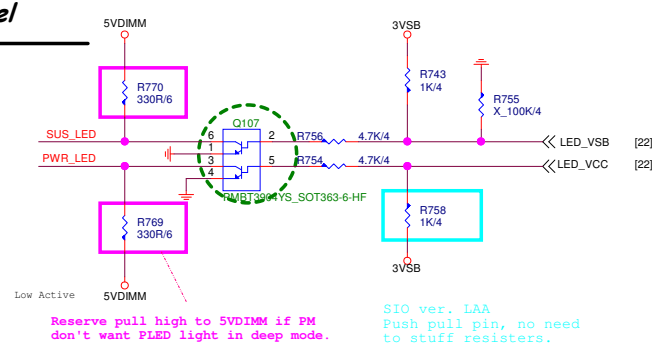 el
5VDIMM
3VSB
R770
330R/6
R743
1K/4
R755
X_100K/4
Q107
SUS_LED
6
2
R756
4.7K/4
LED_VSB
[22]
1
PWR_LED
3
5
R754
4.7K/4
LED_VCC
[22]
4
PMBT3904YS_SOT363-6-HF
R769
330R/6
R758
1K/4
5VDIMM
3VSB
Low Active
Reserve pull high to 5VDIMM if PM
don't want PLED light in deep mode.
SIO ver. LAA
Push pull pin, no need
to stuff resisters.